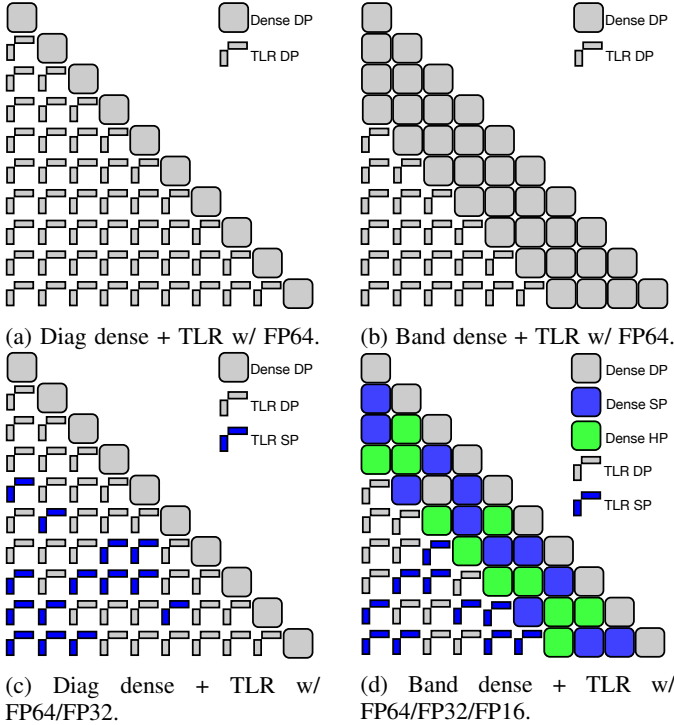 Dense DP
TLR DP
Dense DP
TLR DP
(a) Diag dense + TLR w/ FP64.
(b) Band dense + TLR w/ FP64.
Dense DP
TLR DP
TLR SP
Dense DP
Dense SP
Dense HP
TLR DP
TLR SP
(c) Diag dense + TLR w/
FP64/FP32.
(d) Band dense + TLR w/
FP64/FP32/FP16.